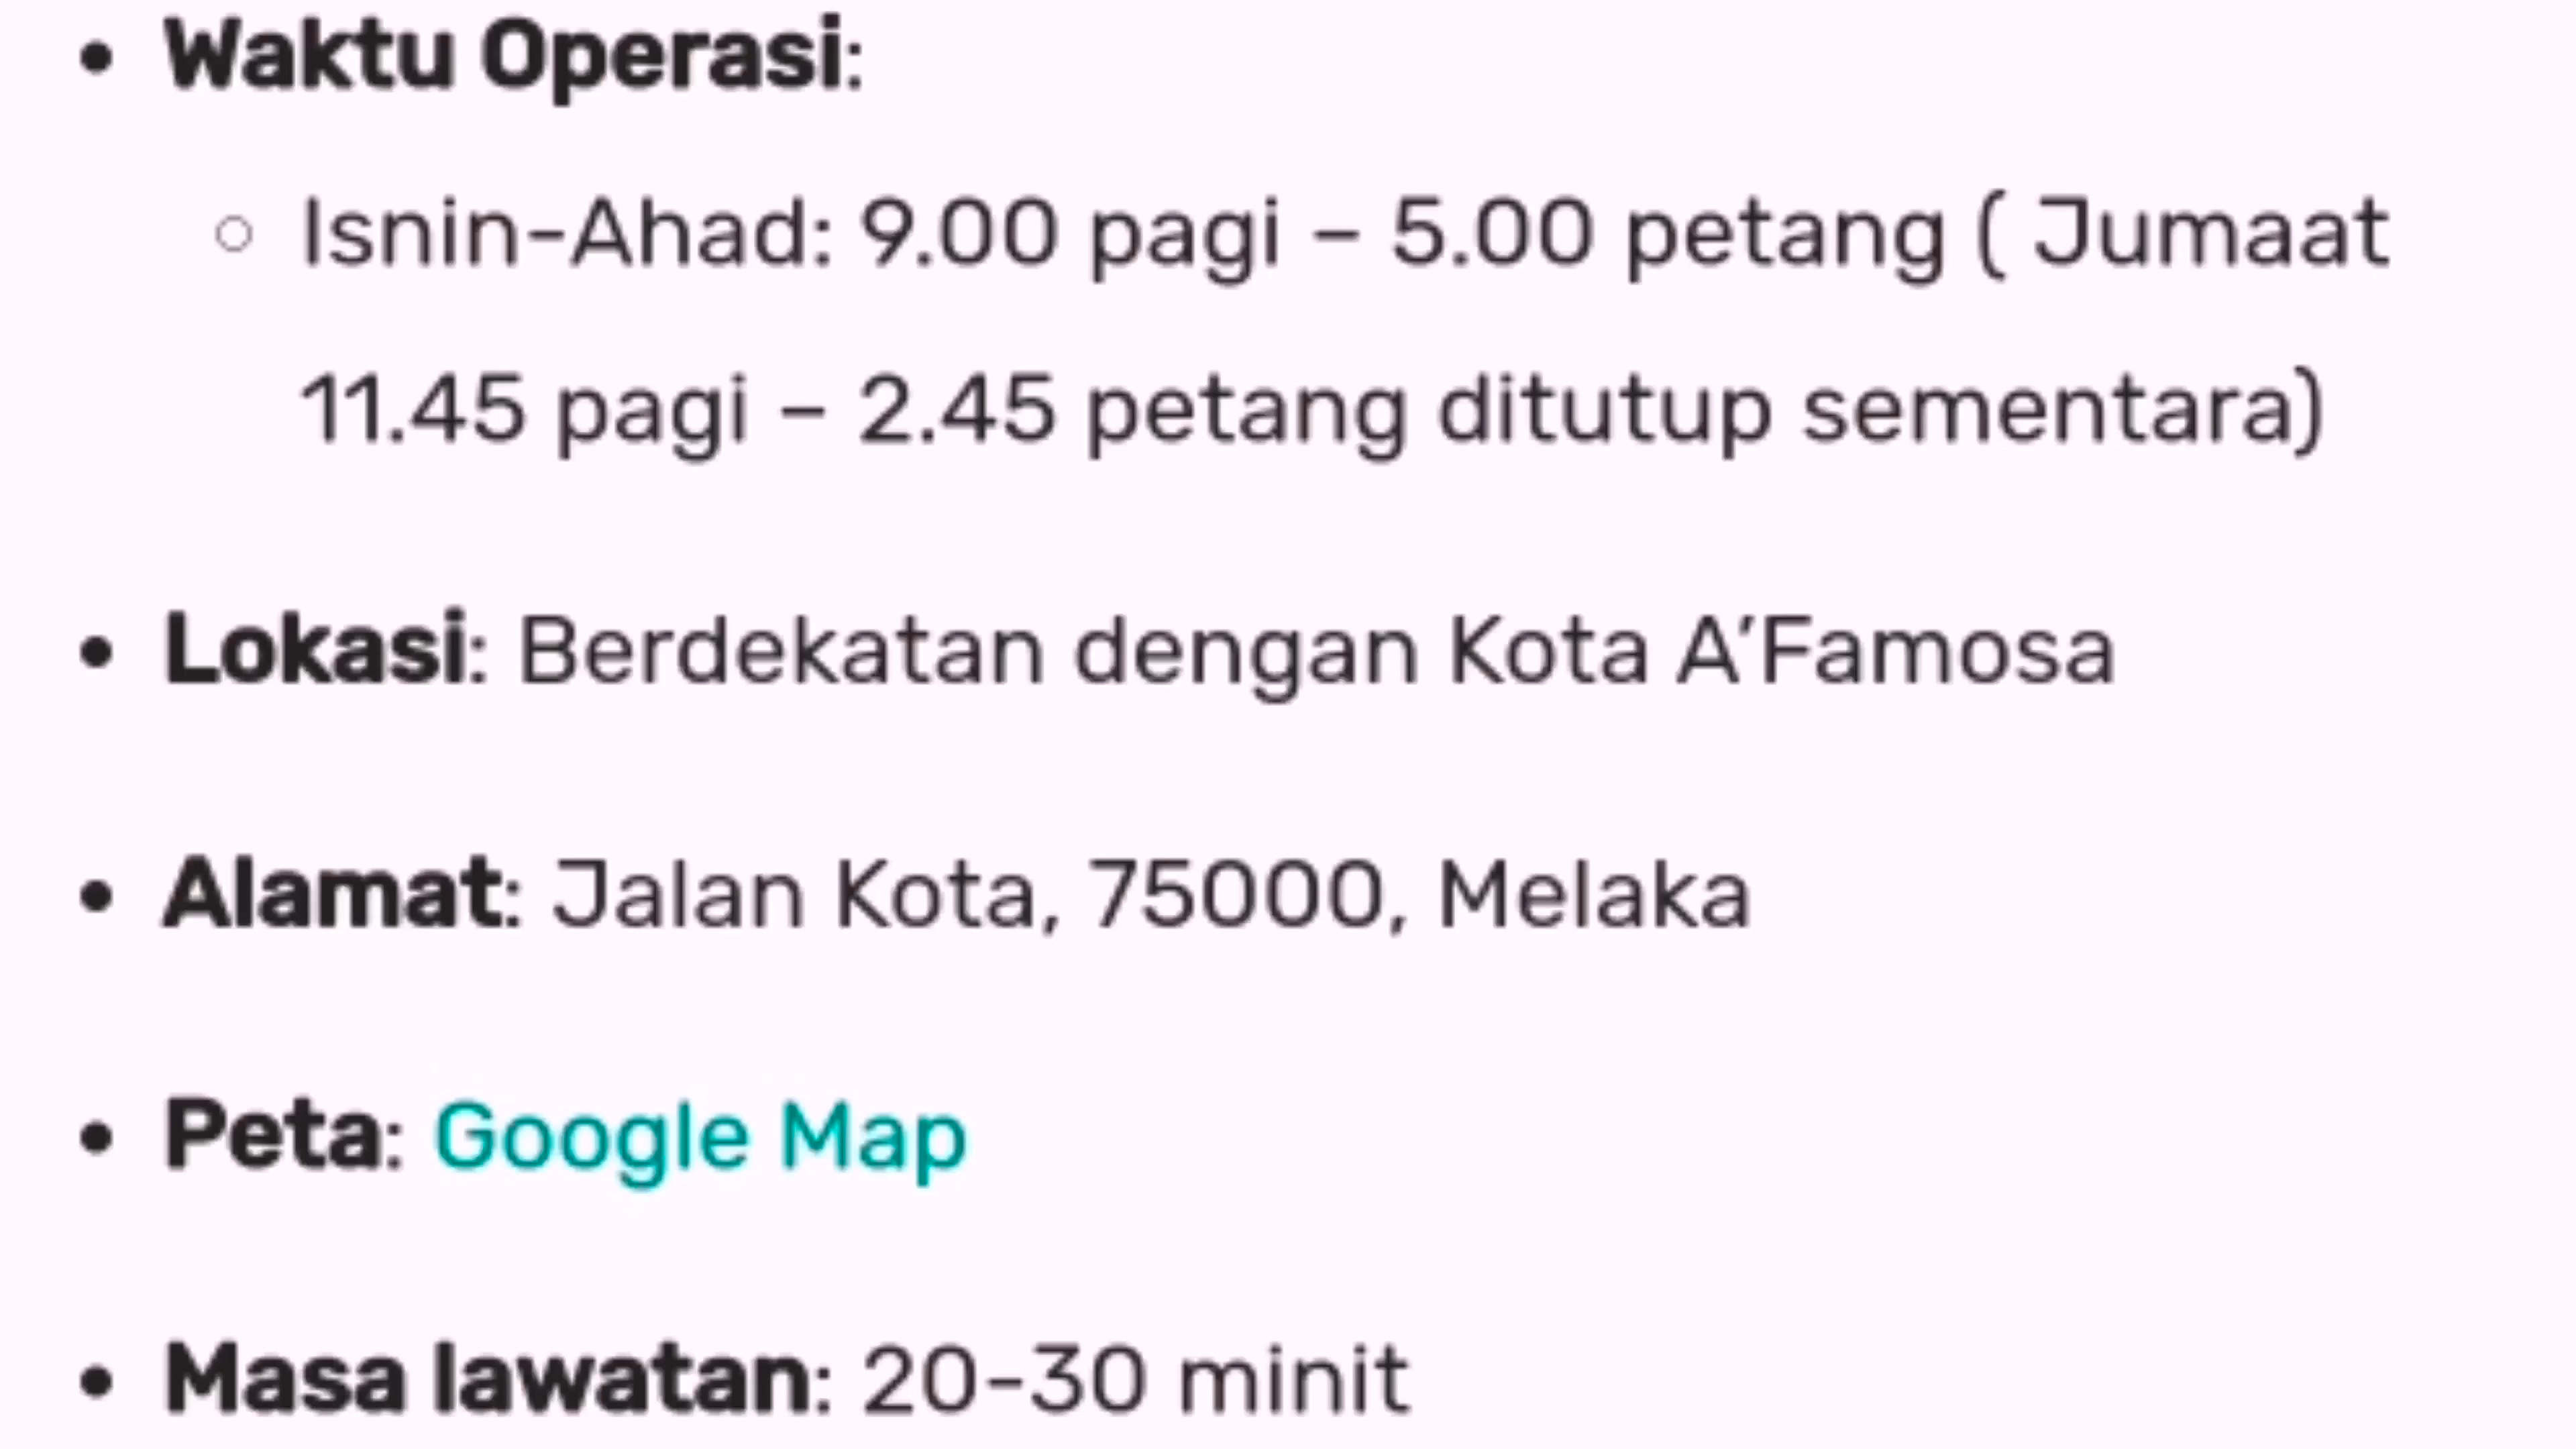 • Waktu Operasi:
○ Isnin-Ahad: 9.00 pagi – 5.00 petang ( Jumaat
11.45 pagi – 2.45 petang ditutup sementara)
• Lokasi: Berdekatan dengan Kota A’Famosa
• Alamat: Jalan Kota, 75000, Melaka
• Peta: Google Map
• Masa lawatan: 20-30 minit